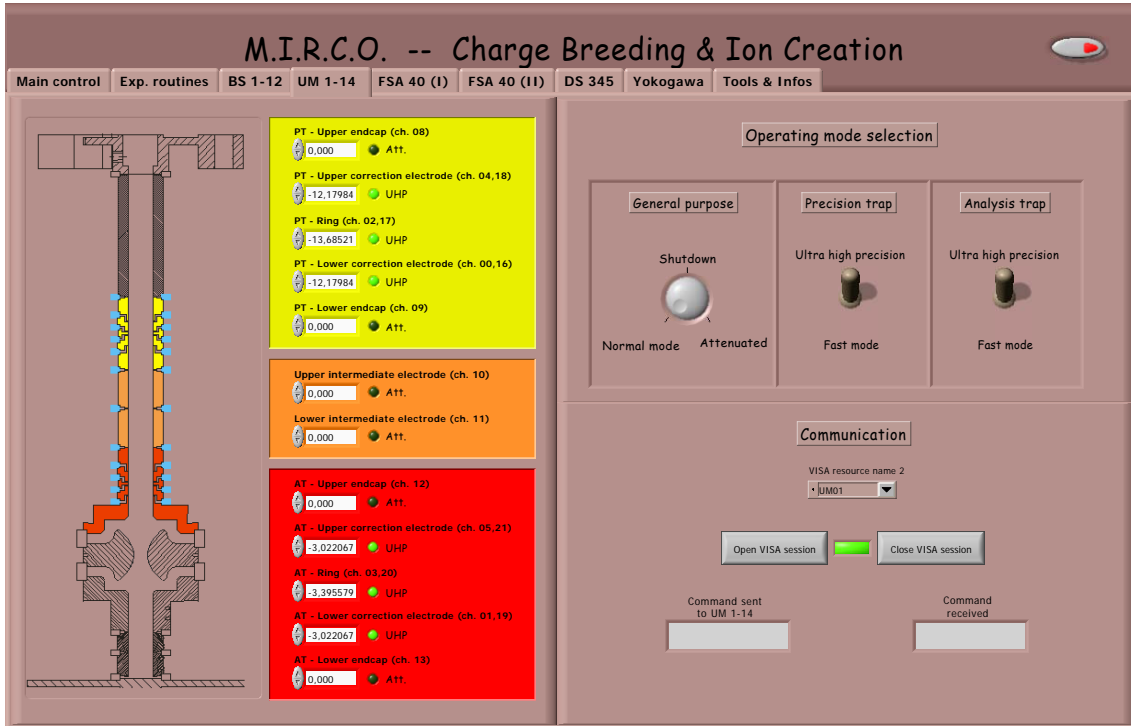 M.I.R.C.O. -- Charge Breeding & Ion Creation
Main control Exp. routines BS 1-12 UM 1-14 FSA 40 (I) FSA 40 (II) DS 345 Yokogawa Tools & Infos
PT - Upper endcap (ch. 08)
0,000 Att.
PT - Upper correction electrode (ch. 04,18)
-12,17984 UHP
PT - Ring (ch. 02,17)
-13,68521 UHP
PT - Lower correction electrode (ch. 00,16)
-12,17984 UHP
PT - Lower endcap (ch. 09)
0,000 Att.
Upper intermediate electrode (ch. 10)
0,000 Att.
Lower intermediate electrode (ch. 11)
0,000 Att.
AT - Upper endcap (ch. 12)
0,000 Att.
AT - Upper correction electrode (ch. 05,21)
-3,022067 UHP
AT - Ring (ch. 03,20)
-3,395579 UHP
AT - Lower correction electrode (ch. 01,19)
-3,022067 UHP
AT - Lower endcap (ch. 13)
0,000 Att.
Operating mode selection
General purpose
Shutdown
Normal mode Attenuated
Precision trap
Ultra high precision
Fast mode
Analysis trap
Ultra high precision
Fast mode
Communication
VISA resource name 2
UM01
Open VISA session Close VISA session
Command sent
to UM 1-14
Command
received